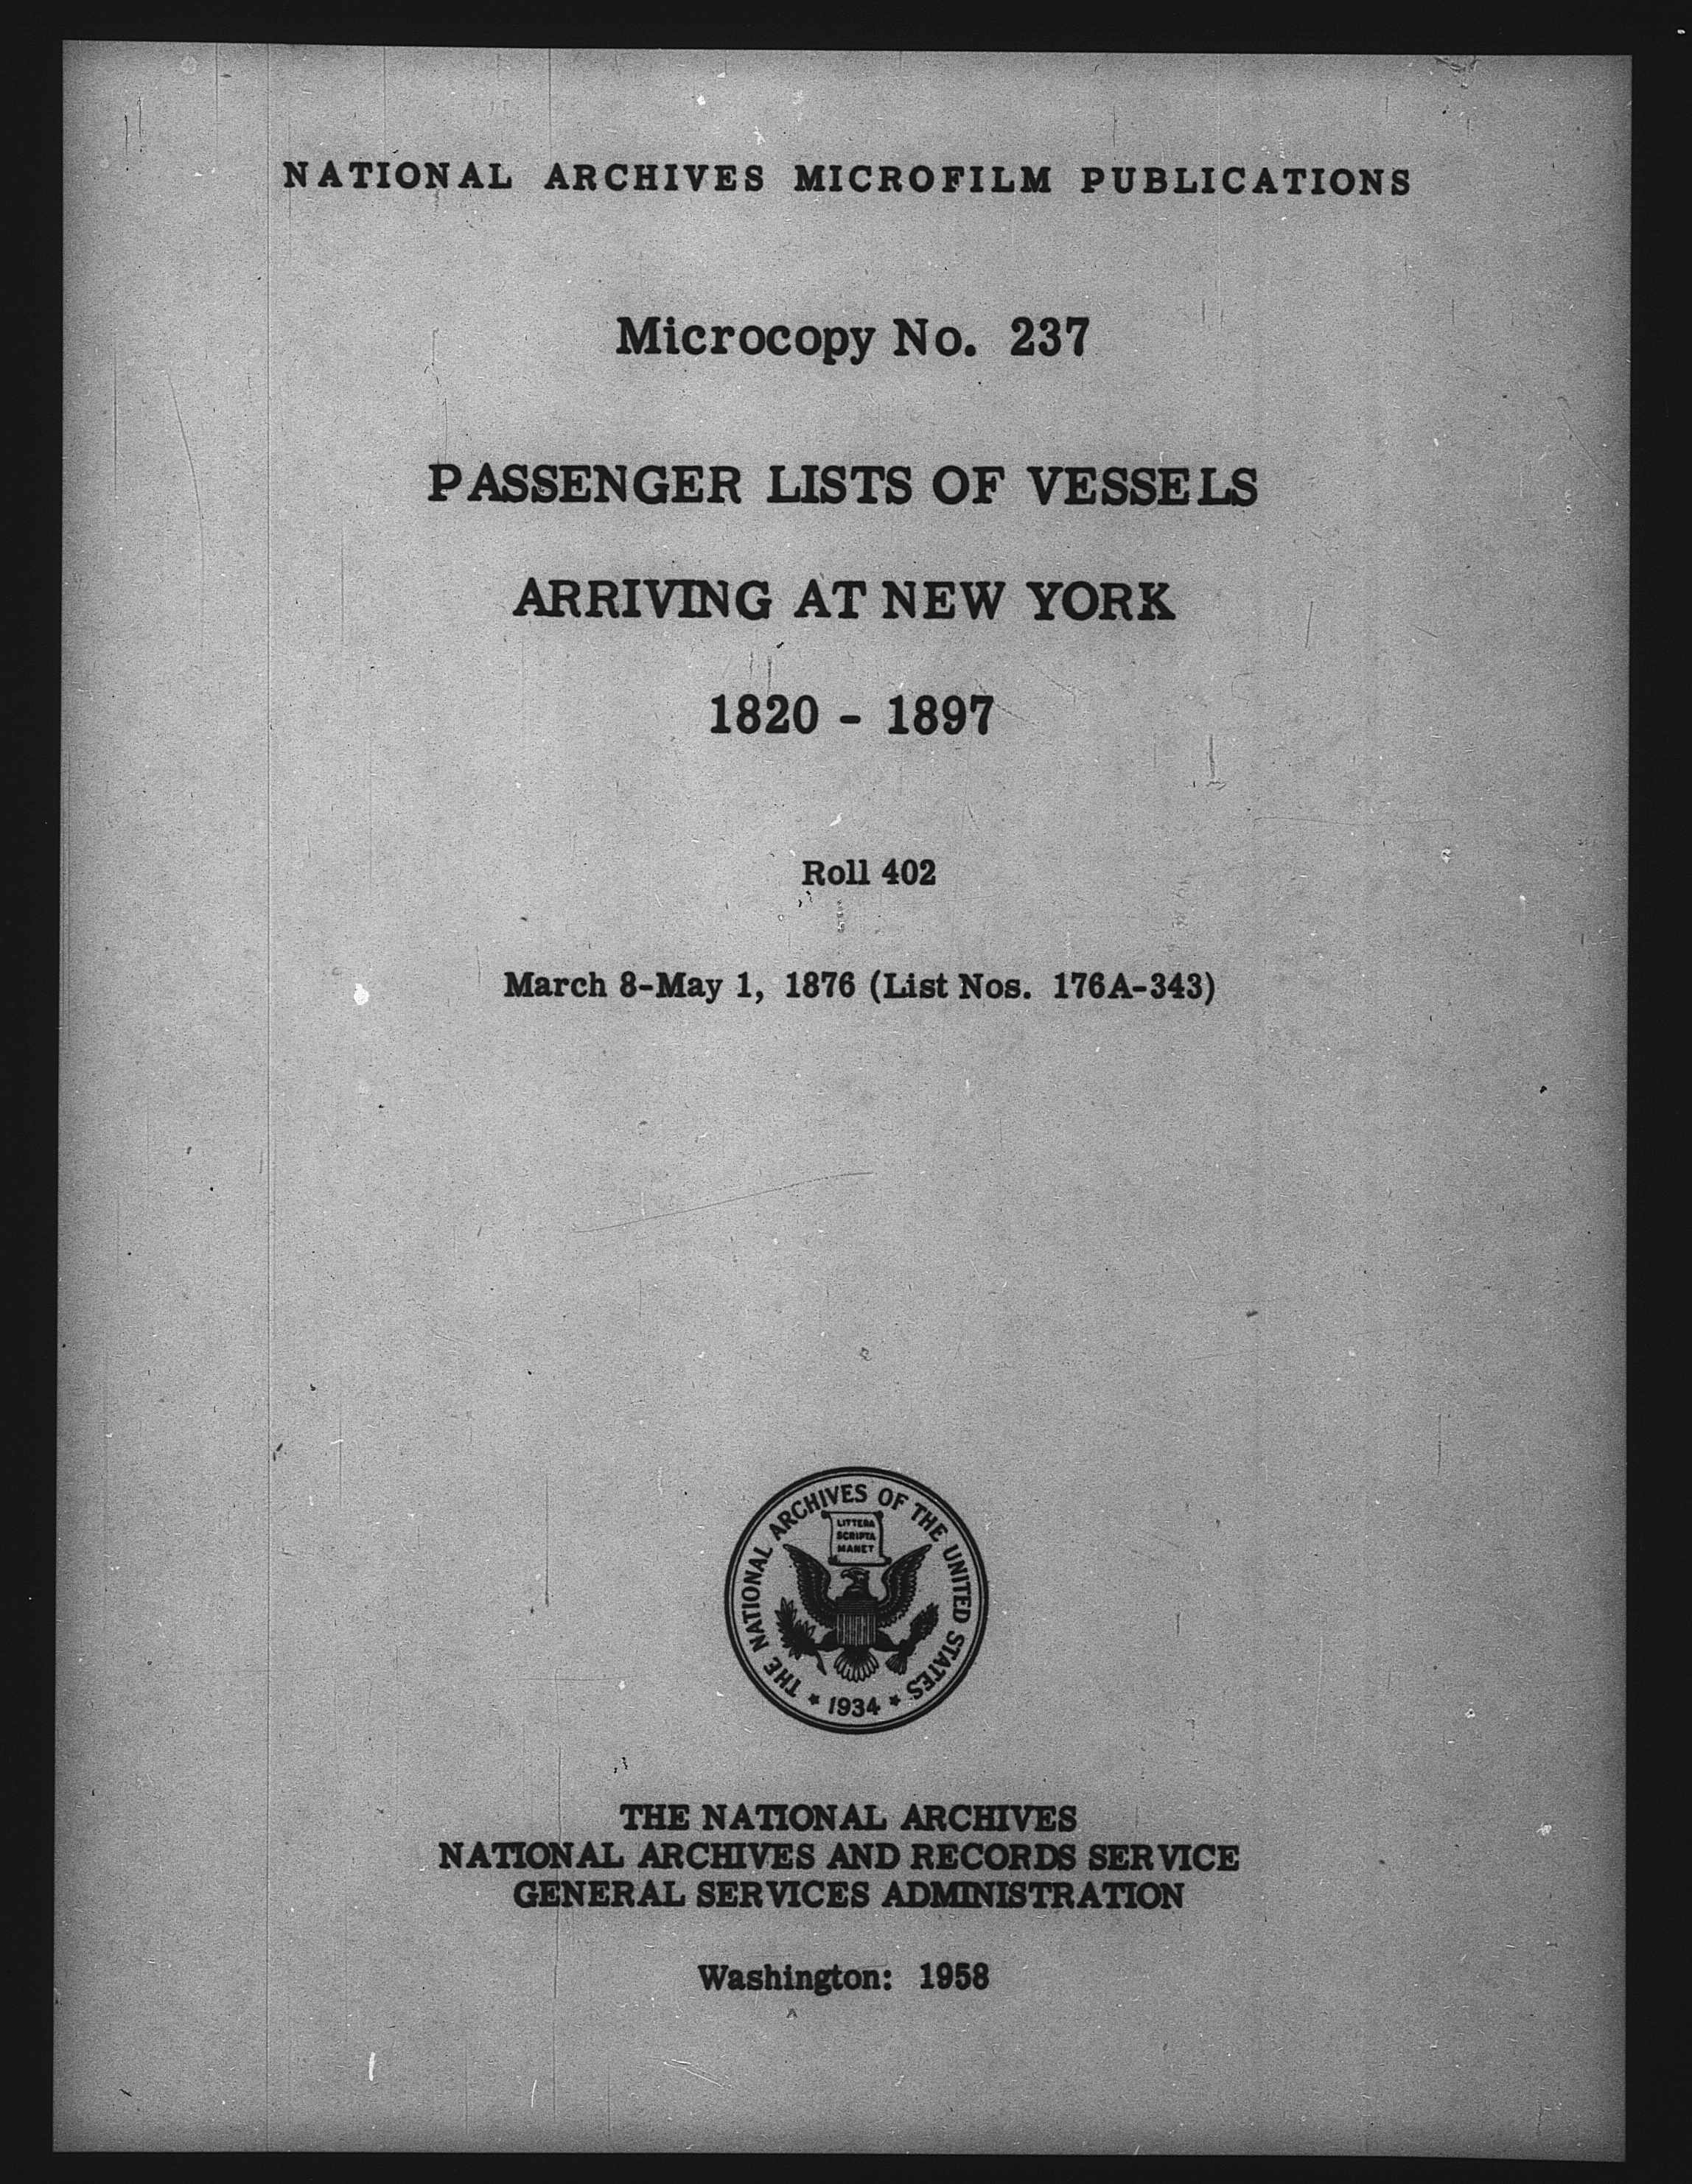 NATIONAL ARCHIVES MICROFILM PUBLICATIONS
Microcopy No. 237
PASSENGER LISTS OF VESSELS
ARRIVING AT NEW YORK
1820 - 1897
Roll 402
March 8-May 1, 1876 (List Nos. 176A-343)
THE NATIONAL ARCHIVES OF THE UNITED STATES
LITTERA
SCRIPTA
MANET
* 1934 *
THE NATIONAL ARCHIVES
NATIONAL ARCHIVES AND RECORDS SERVICE
GENERAL SERVICES ADMINISTRATION
Washington: 1958